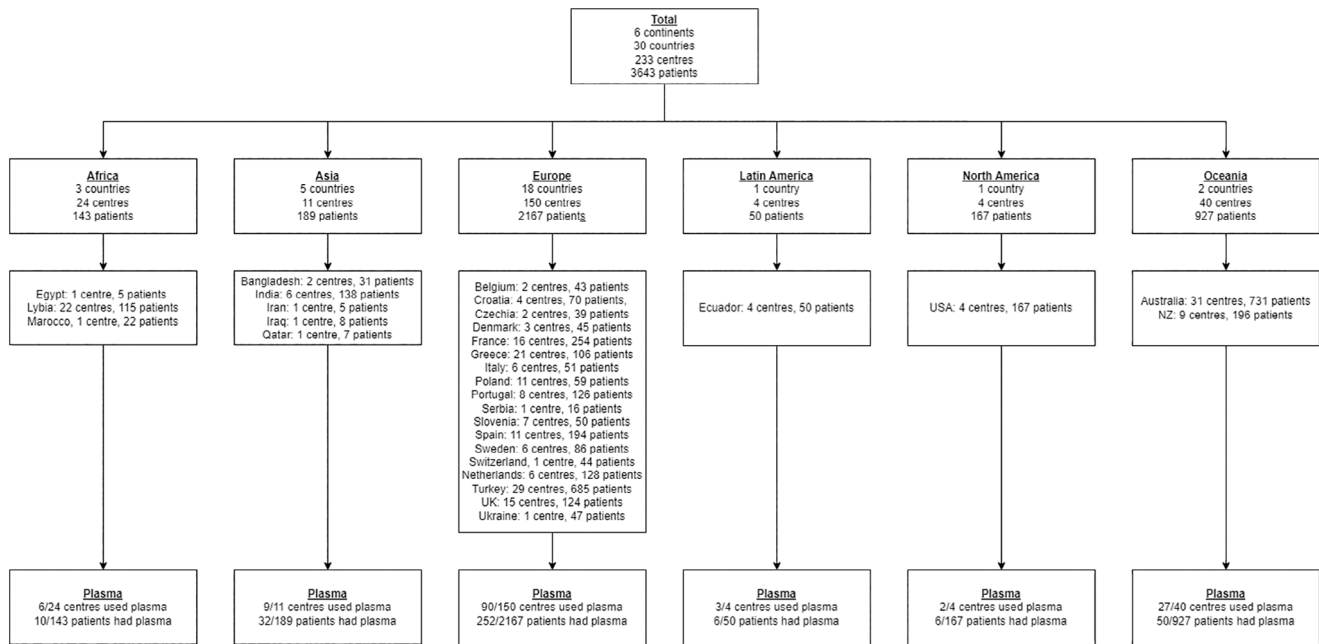 Total
6 continents
30 countries
233 centres
3643 patients
Africa
3 countries
24 centres
143 patients
Asia
5 countries
11 centres
189 patients
Europe
18 countries
150 centres
2167 patients
Latin America
1 country
4 centres
50 patients
North America
1 country
4 centres
167 patients
Oceania
2 countries
40 centres
927 patients
Egypt: 1 centre, 5 patients
Lybia: 22 centres, 115 patients
Marocco, 1 centre, 22 patients
Bangladesh: 2 centres, 31 patients
India: 6 centres, 138 patients
Iran: 1 centre, 5 patients
Iraq: 1 centre, 8 patients
Qatar: 1 centre, 7 patients
Belgium: 2 centres, 43 patients
Croatia: 4 centres, 70 patients,
Czechia: 2 centres, 39 patients
Denmark: 3 centres, 45 patients
France: 16 centres, 254 patients
Greece: 21 centres, 106 patients
Italy: 6 centres, 51 patients
Poland: 11 centres, 59 patients
Portugal: 8 centres, 126 patients
Serbia: 1 centre, 16 patients
Slovenia: 7 centres, 50 patients
Spain: 11 centres, 194 patients
Sweden: 6 centres, 86 patients
Switzerland, 1 centre, 44 patients
Netherlands: 6 centres, 128 patients
Turkey: 29 centres, 685 patients
UK: 15 centres, 124 patients
Ukraine: 1 centre, 47 patients
Ecuador: 4 centres, 50 patients
USA: 4 centres, 167 patients
Australia: 31 centres, 731 patients
NZ: 9 centres, 196 patients
Plasma
6/24 centres used plasma
10/143 patients had plasma
Plasma
9/11 centres used plasma
32/189 patients had plasma
Plasma
90/150 centres used plasma
252/2167 patients had plasma
Plasma
3/4 centres used plasma
6/50 patients had plasma
Plasma
2/4 centres used plasma
6/167 patients had plasma
Plasma
27/40 centres used plasma
50/927 patients had plasma